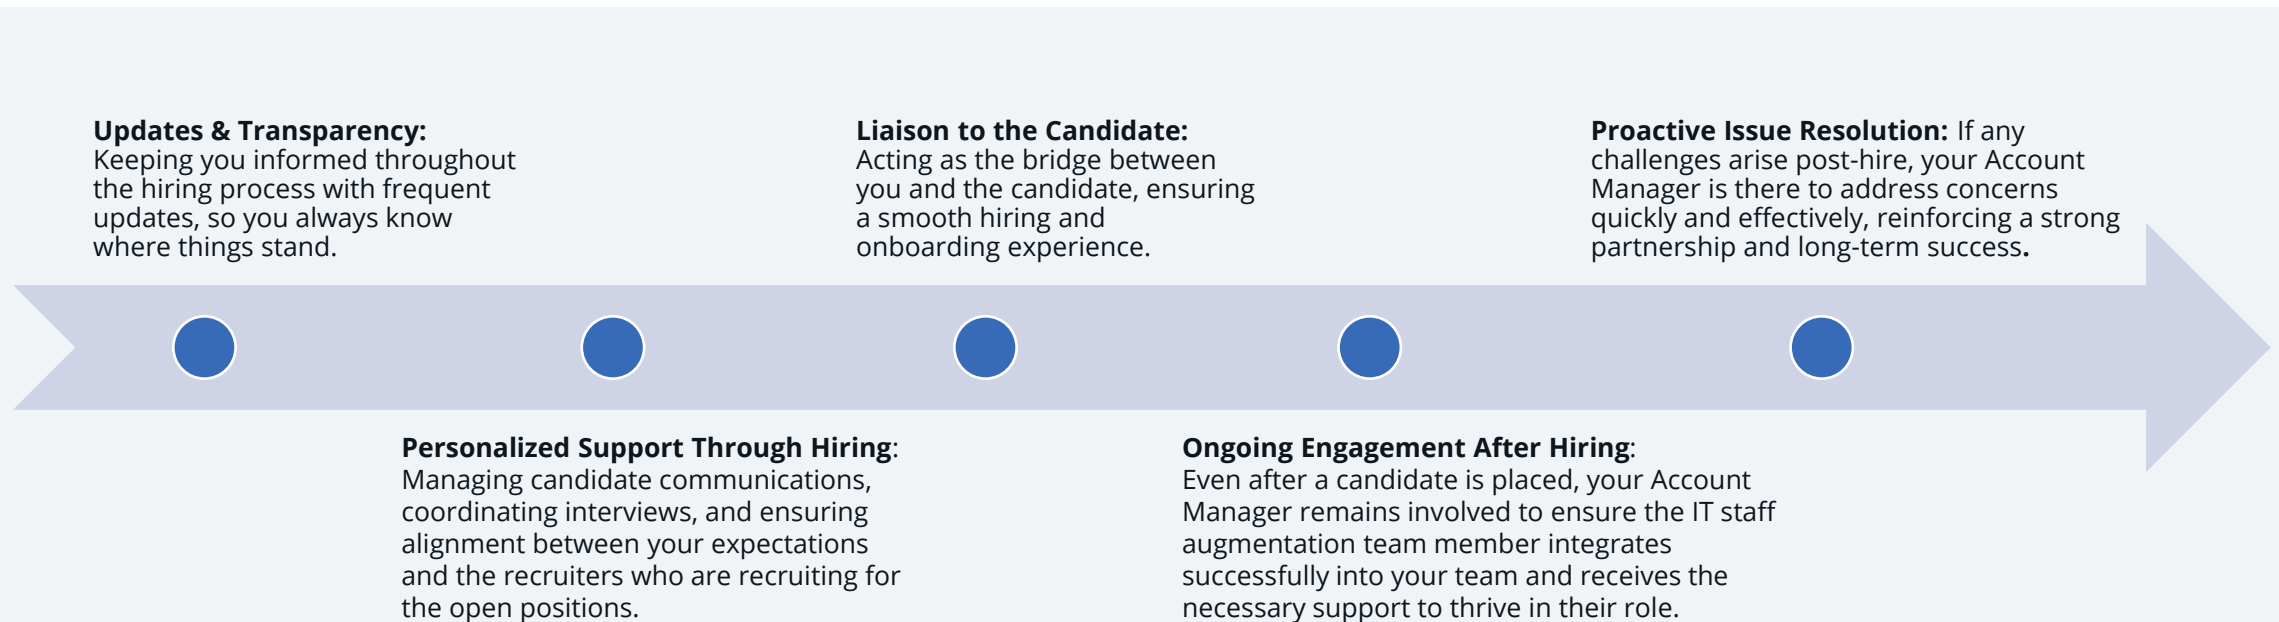 Updates & Transparency:
Keeping you informed throughout
the hiring process with frequent
updates, so you always know
where things stand.
Personalized Support Through Hiring:
Managing candidate communications,
coordinating interviews, and ensuring
alignment between your expectations
and the recruiters who are recruiting for
the open positions.
Liaison to the Candidate:
Acting as the bridge between
you and the candidate, ensuring
a smooth hiring and
onboarding experience.
Ongoing Engagement After Hiring:
Even after a candidate is placed, your Account
Manager remains involved to ensure the IT staff
augmentation team member integrates
successfully into your team and receives the
necessary support to thrive in their role.
Proactive Issue Resolution: If any
challenges arise post-hire, your Account
Manager is there to address concerns
quickly and effectively, reinforcing a strong
partnership and long-term success.